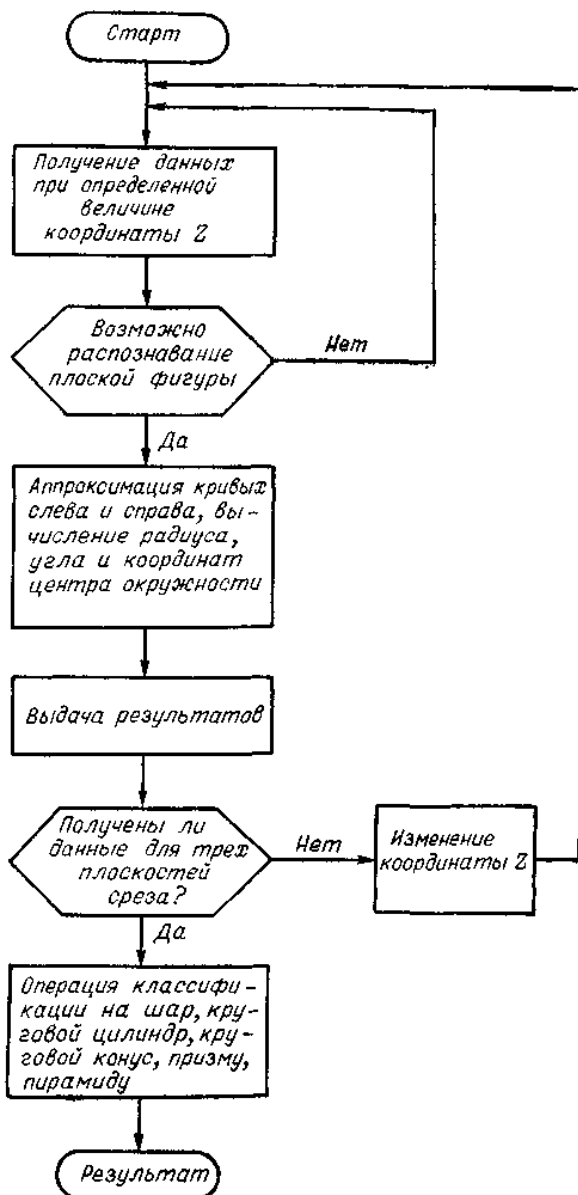 Старт
Получение данных
при определенной
величине
координаты Z
Возможно
распознавание
плоской фигуры
Нет
Да
Аппроксимация кривых
слева и справа, вы-
числение радиуса,
угла и координат
центра окружности
Выдача результатов
Получены ли
данные для трех
плоскостей
среза?
Нет
Изменение
координаты Z
Да
Операция классифи-
кации на шар, кру-
говой цилиндр, кру-
говой конус, призму,
пирамиду
Результат